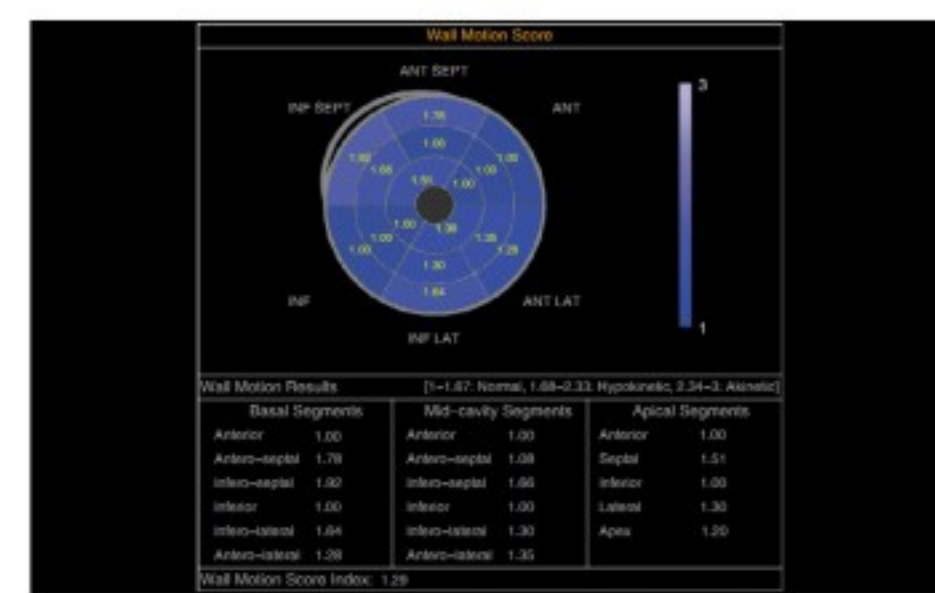 Wall Motion Score
ANT SEPT
INF SEPT
ANT
3
1.78
1.08
1.92
1.00
1.66
1.00
1.51
1.00
1.00
1.30
1.00
1.35
1.00
1.28
1.30
1.64
INF
ANT LAT
1
INF LAT
Wall Motion Results [1-1.67: Normal, 1.68-2.33: Hypokinetic, 2.34-3: Akinetic]
Basal Segments Mid-cavity Segments Apical Segments
Anterior 1.00 Anterior 1.00 Anterior 1.00
Antero-septal 1.78 Antero-septal 1.08 Septal 1.51
Infero-septal 1.92 Infero-septal 1.66 Inferior 1.00
Inferior 1.00 Inferior 1.00 Lateral 1.30
Infero-lateral 1.64 Infero-lateral 1.30 Apex 1.20
Antero-lateral 1.28 Antero-lateral 1.35
Wall Motion Score Index: 1.29